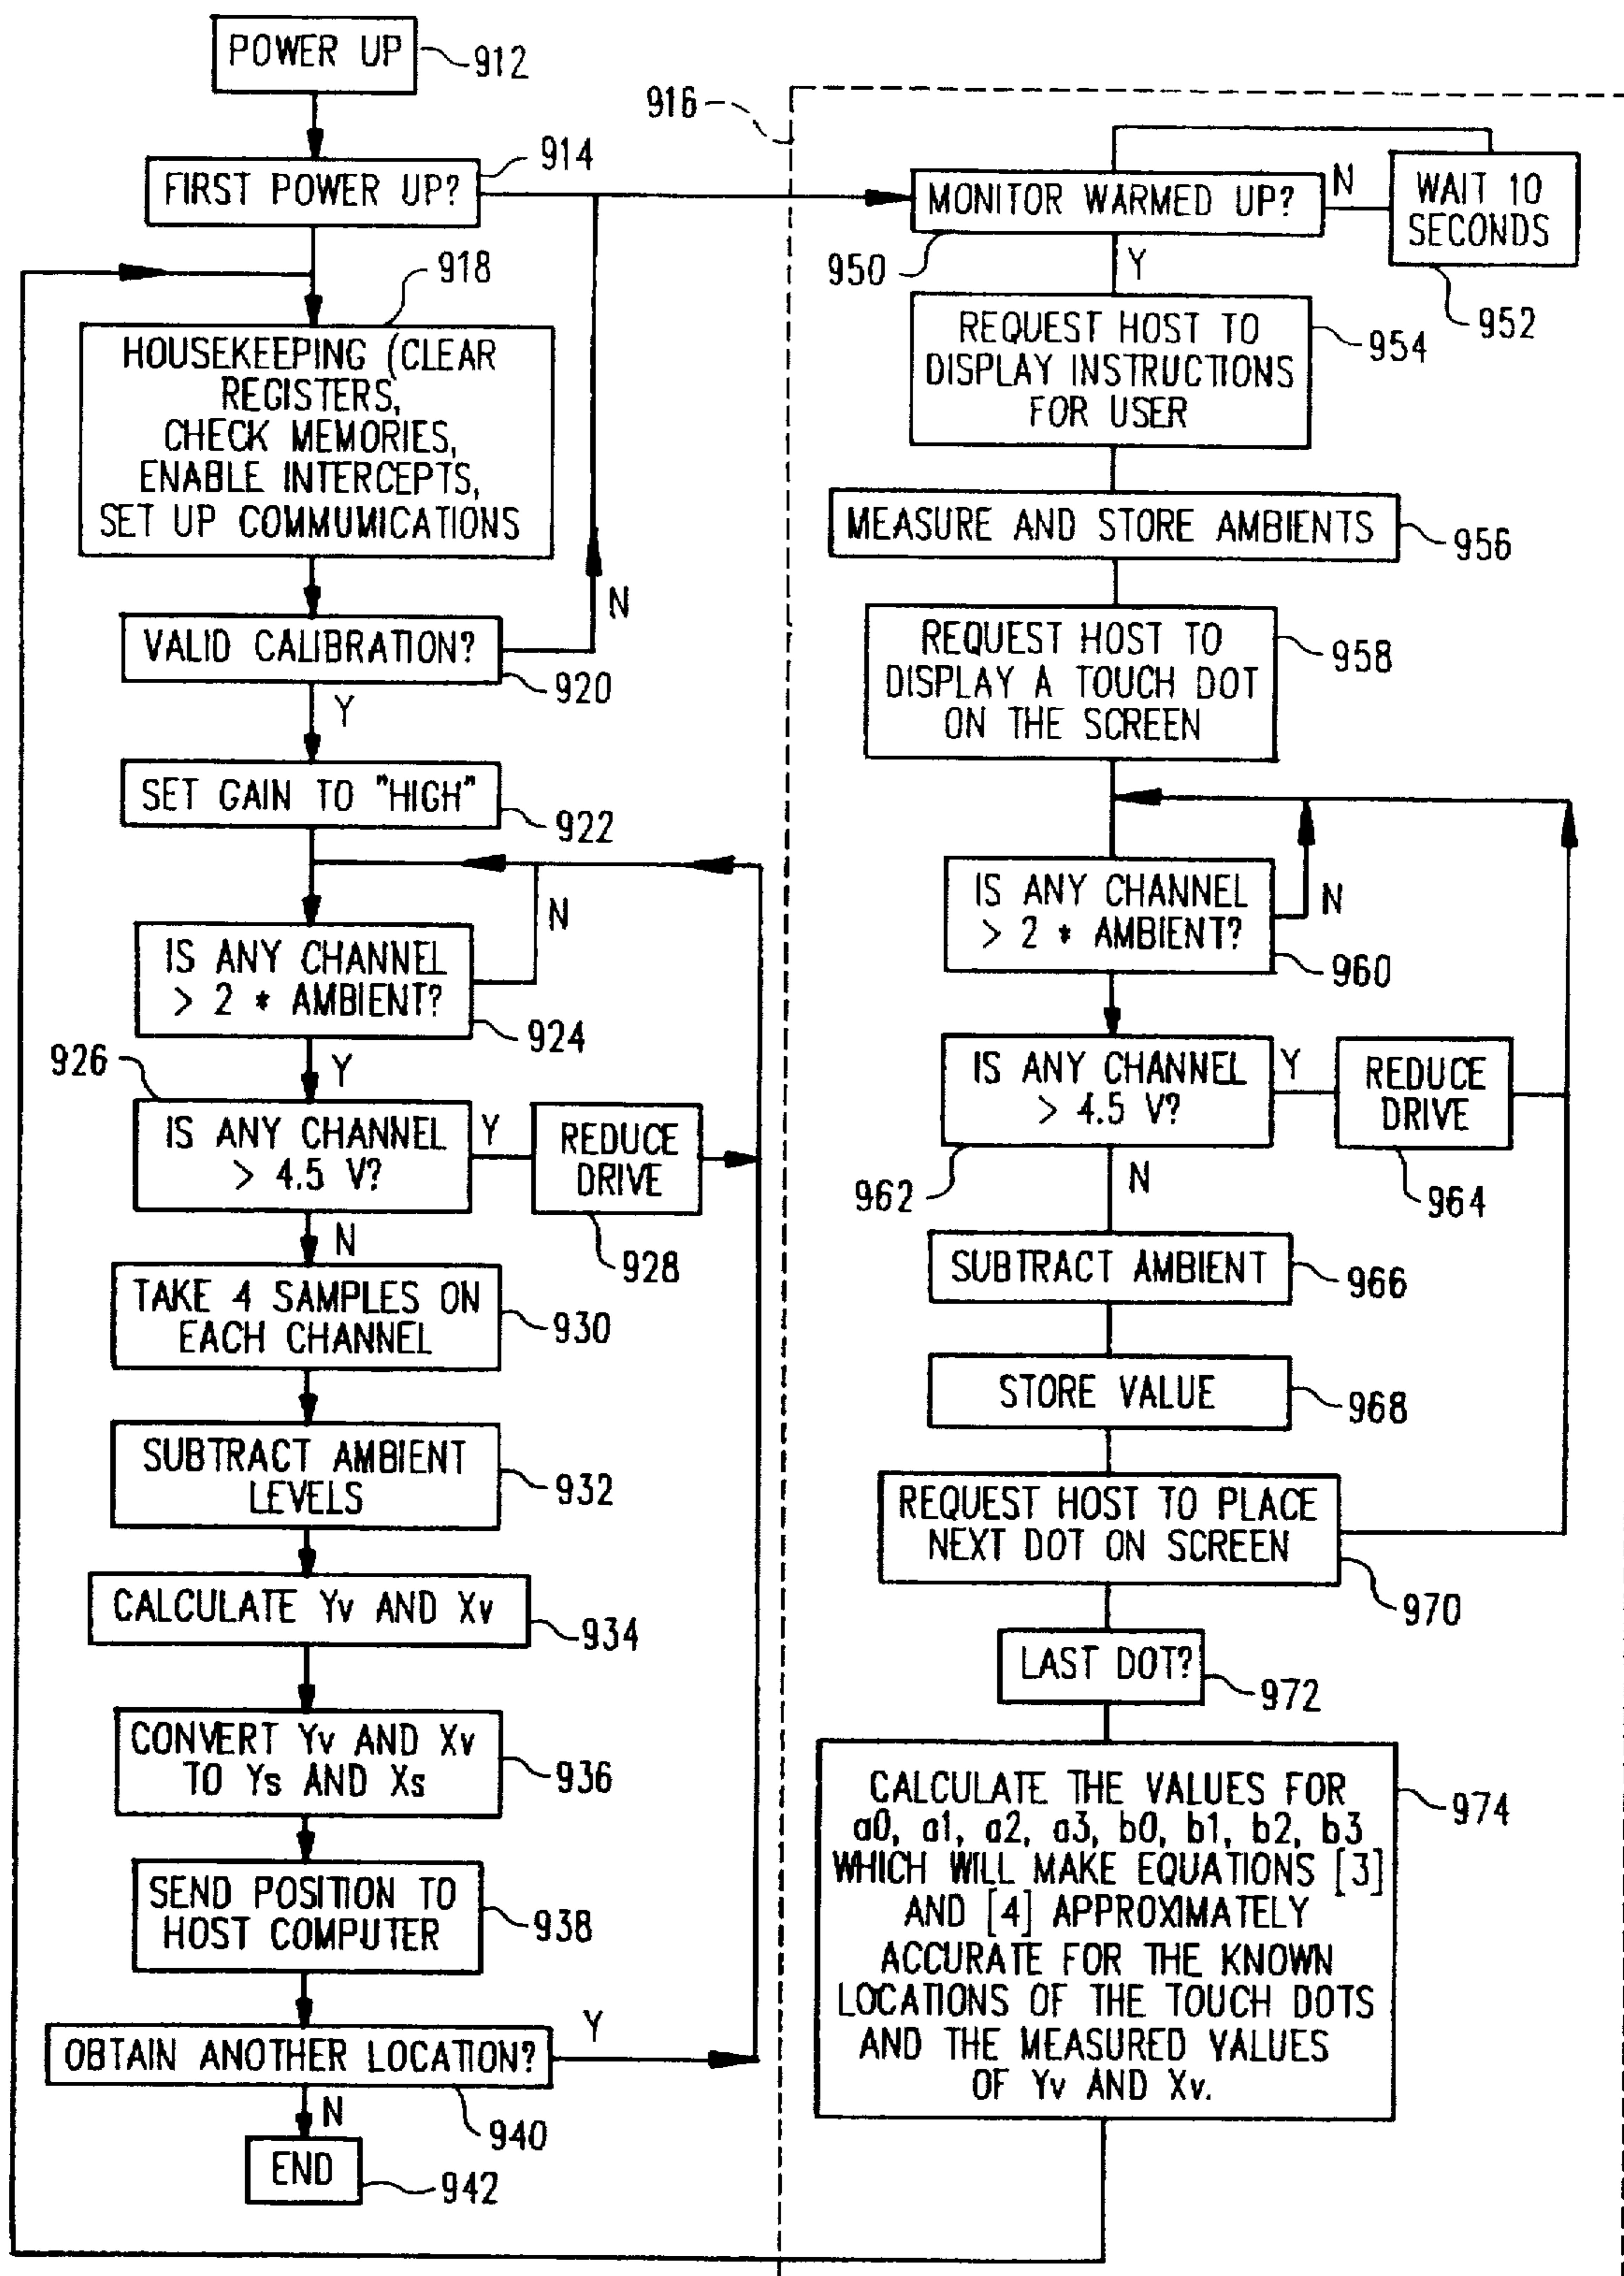 POWER UP
912
FIRST POWER UP?
914
HOUSEKEEPING (CLEAR
REGISTERS,
CHECK MEMORIES,
ENABLE INTERCEPTS,
SET UP COMMUMICATIONS
918
VALID CALIBRATION?
920
N
Y
SET GAIN TO "HIGH"
922
IS ANY CHANNEL
> 2 * AMBIENT?
924
N
Y
926
IS ANY CHANNEL
> 4.5 V?
Y
REDUCE
DRIVE
928
N
TAKE 4 SAMPLES ON
EACH CHANNEL
930
SUBTRACT AMBIENT
LEVELS
932
CALCULATE Yv AND Xv
934
CONVERT Yv AND Xv
TO Ys AND Xs
936
SEND POSITION TO
HOST COMPUTER
938
OBTAIN ANOTHER LOCATION?
Y
940
N
END
942
916
MONITOR WARMED UP?
N
WAIT 10
SECONDS
950
Y
952
REQUEST HOST TO
DISPLAY INSTRUCTIONS
FOR USER
954
MEASURE AND STORE AMBIENTS
956
REQUEST HOST TO
DISPLAY A TOUCH DOT
ON THE SCREEN
958
IS ANY CHANNEL
> 2 * AMBIENT?
N
960
IS ANY CHANNEL
> 4.5 V?
Y
REDUCE
DRIVE
962
N
964
SUBTRACT AMBIENT
966
STORE VALUE
968
REQUEST HOST TO PLACE
NEXT DOT ON SCREEN
970
LAST DOT?
972
CALCULATE THE VALUES FOR
a0, a1, a2, a3, b0, b1, b2, b3
WHICH WILL MAKE EQUATIONS [3]
AND [4] APPROXIMATELY
ACCURATE FOR THE KNOWN
LOCATIONS OF THE TOUCH DOTS
AND THE MEASURED VALUES
OF Yv AND Xv.
974